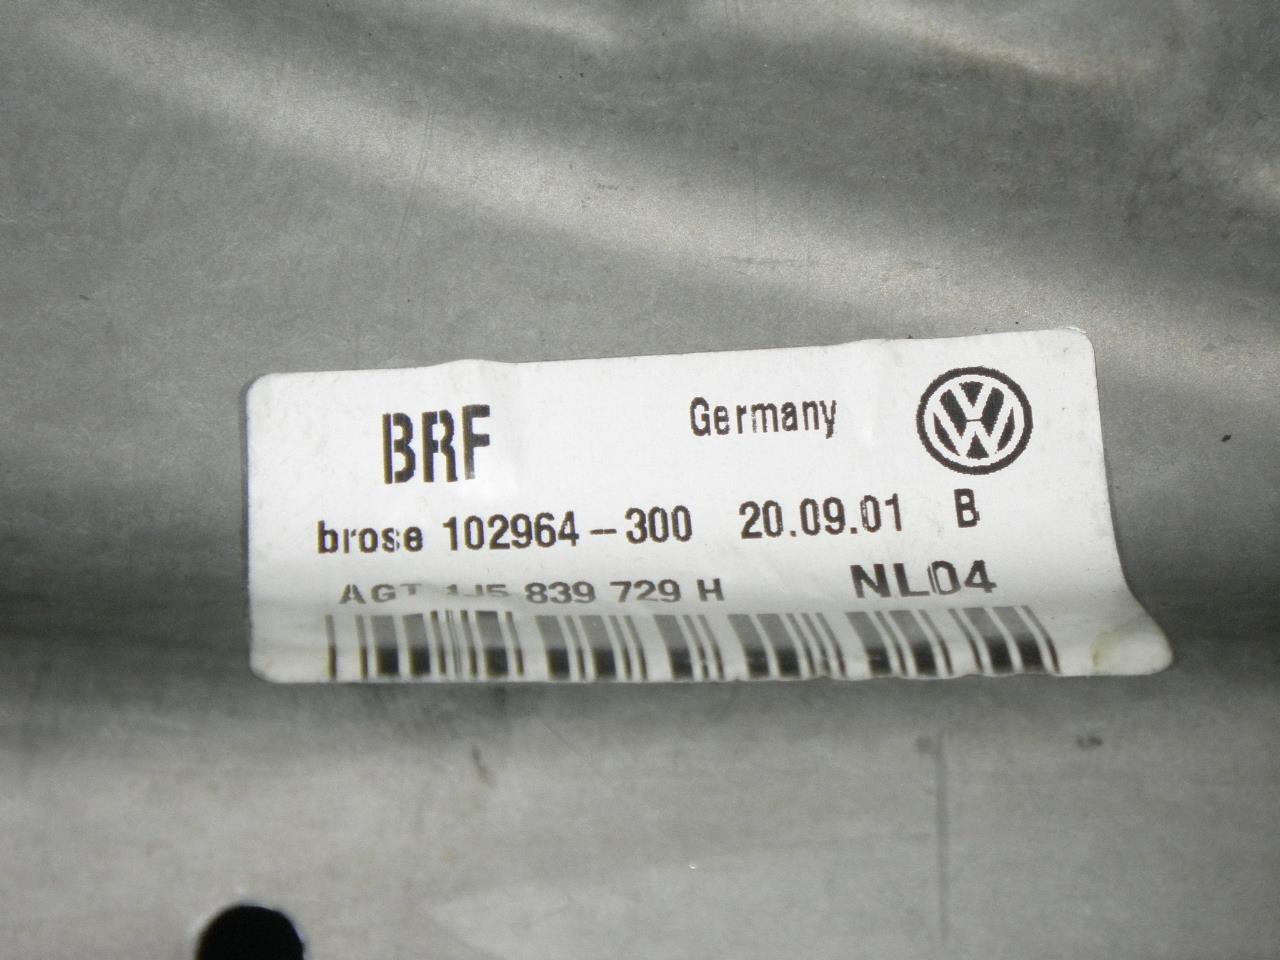 BRF Germany
brose 102964-300 20.09.01 B
AGT 1J5 839 729 H NL04